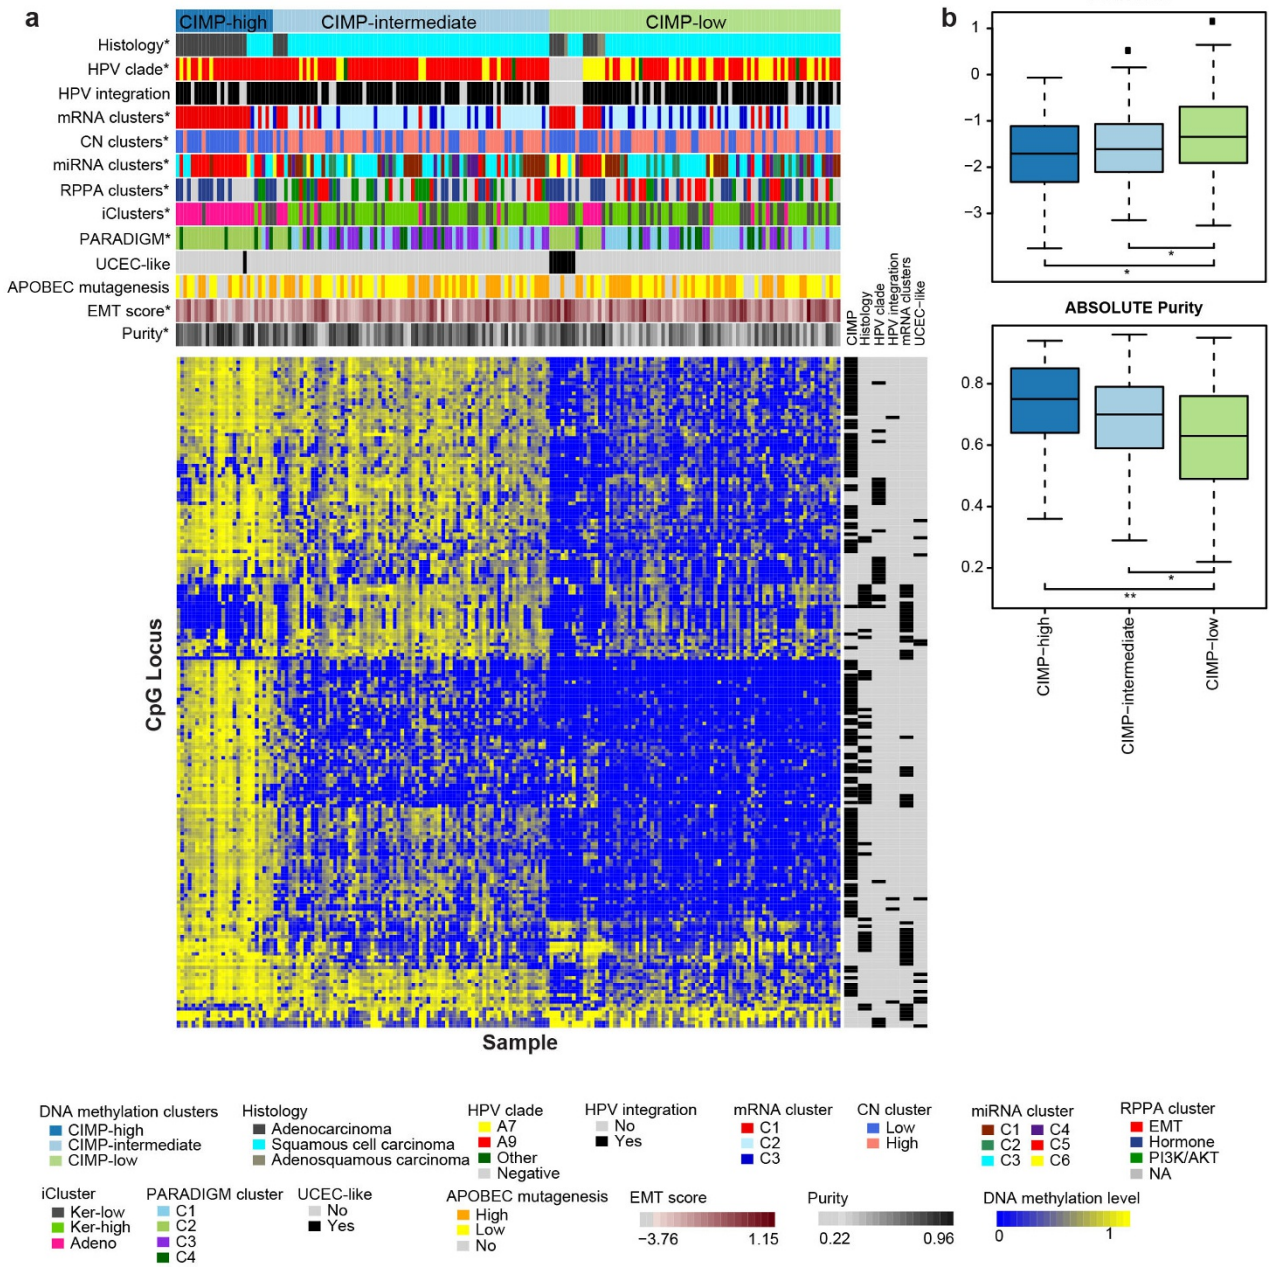 a
CIMP-high
CIMP-intermediate
CIMP-low
Histology*
HPV clade*
HPV integration
mRNA clusters*
CN clusters*
miRNA clusters*
RPPA clusters*
iClusters*
PARADIGM*
UCEC-like
APOBEC mutagenesis
EMT score*
Purity*
CIMP
Histology
HPV clade
HPV integration
mRNA clusters
UCEC-like
CpG Locus
Sample
b
1
0
−1
−2
−3
*
*
ABSOLUTE Purity
0.8
0.6
0.4
0.2
*
**
CIMP−high
CIMP−intermediate
CIMP−low
DNA methylation clusters
CIMP-high
CIMP-intermediate
CIMP-low
Histology
Adenocarcinoma
Squamous cell carcinoma
Adenosquamous carcinoma
HPV clade
A7
A9
Other
Negative
HPV integration
No
Yes
mRNA cluster
C1
C2
C3
CN cluster
Low
High
miRNA cluster
C1 C4
C2 C5
C3 C6
RPPA cluster
EMT
Hormone
PI3K/AKT
NA
iCluster
Ker-low
Ker-high
Adeno
PARADIGM cluster
C1
C2
C3
C4
UCEC-like
No
Yes
APOBEC mutagenesis
High
Low
No
EMT score
−3.76 1.15
Purity
0.22 0.96
DNA methylation level
0 1